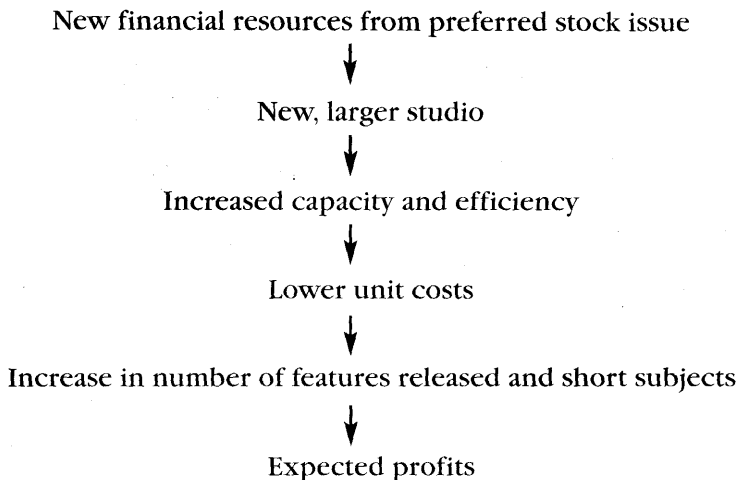 New financial resources from preferred stock issue
New, larger studio
Increased capacity and efficiency
Lower unit costs
Increase in number of features released and short subjects
Expected profits